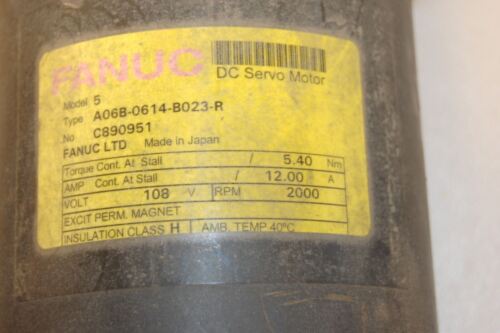 FANUC DC Servo Motor
Model 5
Type A06B-0614-B023-R
No C890951
FANUC LTD Made in Japan
Torque Cont. At Stall / 5.40 Nm
AMP Cont. At Stall / 12.00 A
VOLT 108 V RPM 2000
EXCIT PERM. MAGNET
INSULATION CLASS H AMB. TEMP 40°C